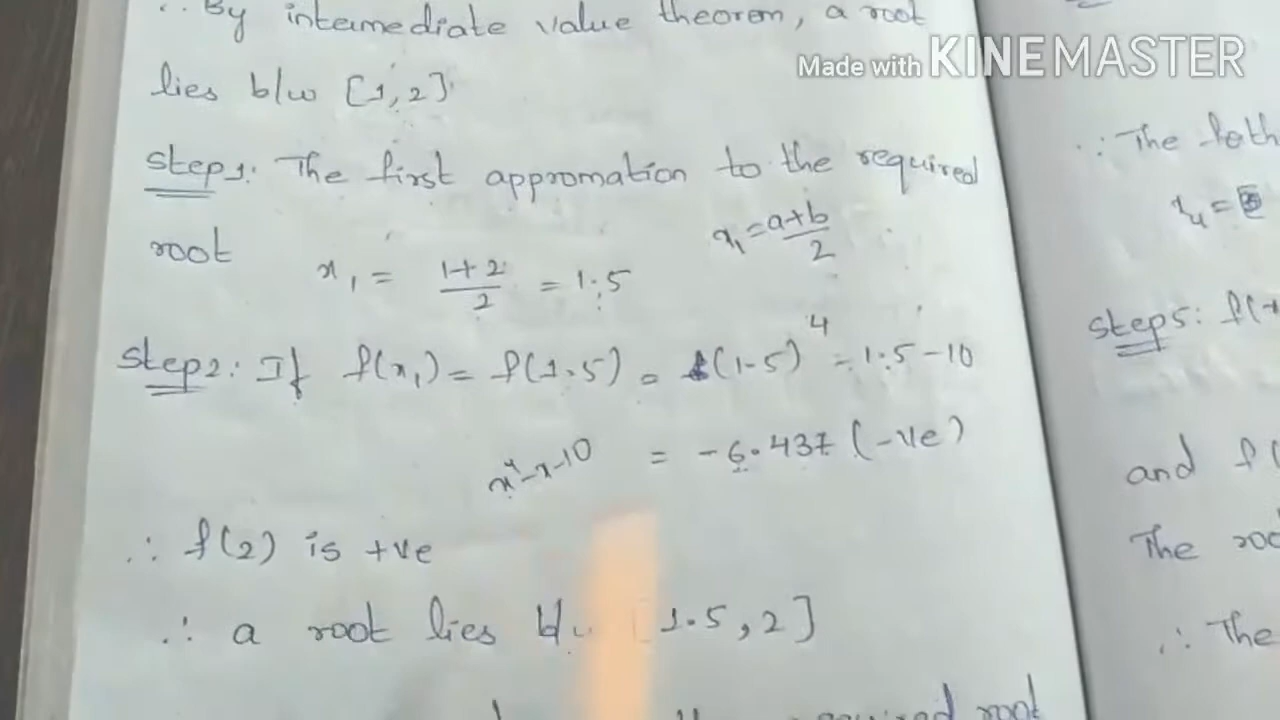 ∴ By intermediate value theorem, a root
Made with KINEMASTER
lies b/w [1, 2]
Step1: The first appromation to the required
root x₁ = 1+2/2 = 1.5
x₁ = a+b/2
Step2: If f(x₁) = f(1.5) = (1.5)⁴ - 1.5 - 10
x⁴-x-10 = -6.437 (-ve)
∴ f(2) is +ve
∴ a root lies [1.5, 2]
root
∴ The
x₄ =
Step5:
and f(
The
∴ The